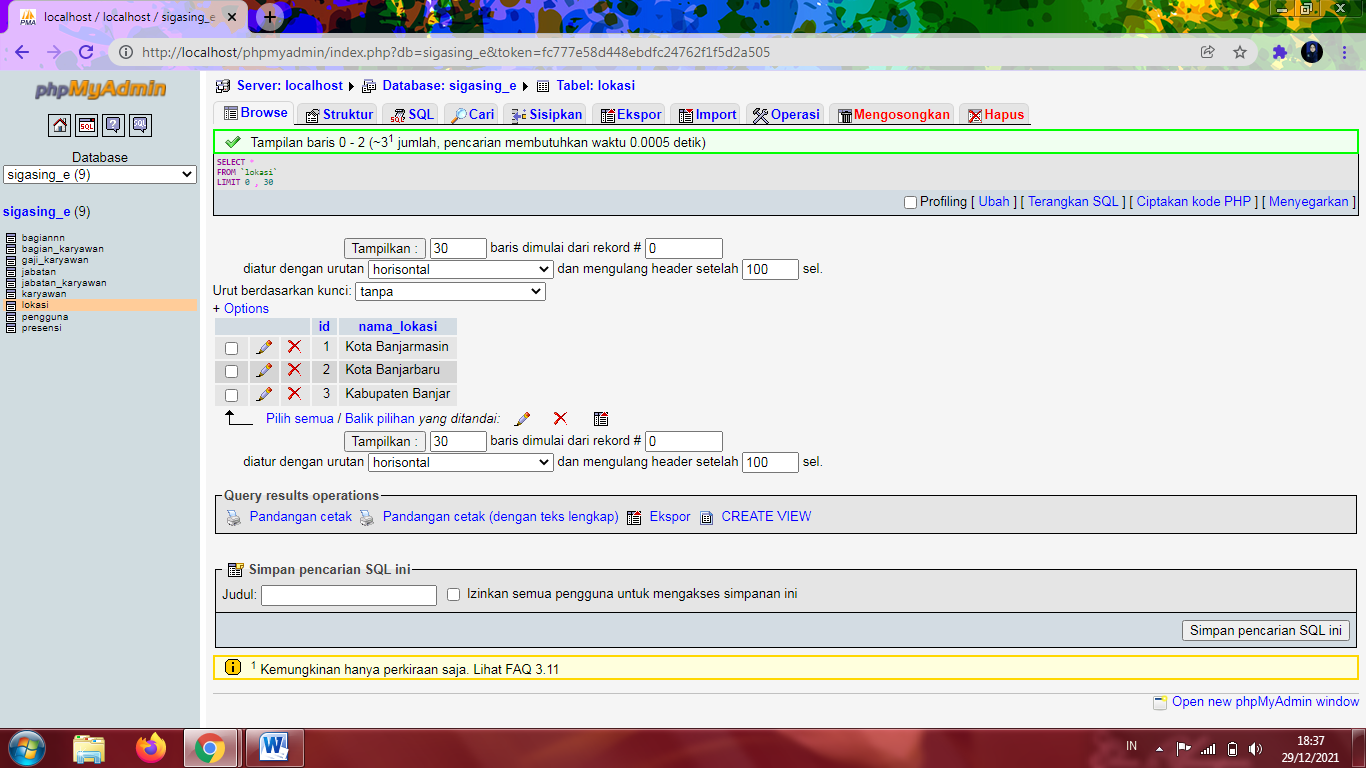 localhost / localhost / sigasing_e
http://localhost/phpmyadmin/index.php?db=sigasing_e&token=fc777e58d448ebdfc24762f1f5d2a505
phpMyAdmin
SQL
Database
sigasing_e (9)
sigasing_e (9)
bagiannn
bagian_karyawan
gaji_karyawan
jabatan
jabatan_karyawan
karyawan
lokasi
pengguna
presensi
Server: localhost Database: sigasing_e Tabel: lokasi
Browse Struktur SQL Cari Sisipkan Ekspor Import Operasi Mengosongkan Hapus
Tampilan baris 0 - 2 (~3¹ jumlah, pencarian membutuhkan waktu 0.0005 detik)
SELECT *
FROM `lokasi`
LIMIT 0 , 30
Profiling [ Ubah ] [ Terangkan SQL ] [ Ciptakan kode PHP ] [ Menyegarkan ]
Tampilkan : 30 baris dimulai dari rekord # 0
diatur dengan urutan horisontal dan mengulang header setelah 100 sel.
Urut berdasarkan kunci: tanpa
+ Options
id nama_lokasi
1 Kota Banjarmasin
2 Kota Banjarbaru
3 Kabupaten Banjar
Pilih semua / Balik pilihan yang ditandai:
Tampilkan : 30 baris dimulai dari rekord # 0
diatur dengan urutan horisontal dan mengulang header setelah 100 sel.
Query results operations
Pandangan cetak Pandangan cetak (dengan teks lengkap) Ekspor CREATE VIEW
Simpan pencarian SQL ini
Judul: Izinkan semua pengguna untuk mengakses simpanan ini
Simpan pencarian SQL ini
¹ Kemungkinan hanya perkiraan saja. Lihat FAQ 3.11
Open new phpMyAdmin window
IN
18:37
29/12/2021